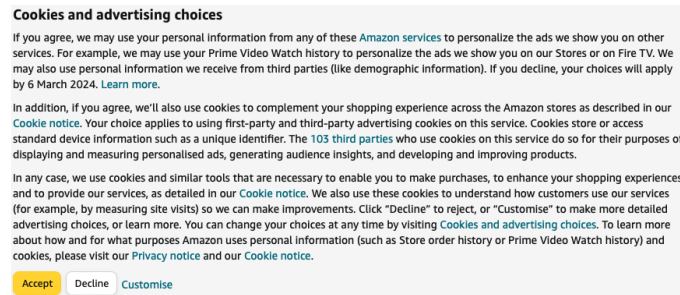 Cookies and advertising choices
If you agree, we may use your personal information from any of these Amazon services to personalize the ads we show you on other
services. For example, we may use your Prime Video Watch history to personalize the ads we show you on our Stores or on Fire TV. We
may also use personal information we receive from third parties (like demographic information). If you decline, your choices will apply
by 6 March 2024. Learn more.
In addition, if you agree, we’ll also use cookies to complement your shopping experience across the Amazon stores as described in our
Cookie notice. Your choice applies to using first-party and third-party advertising cookies on this service. Cookies store or access
standard device information such as a unique identifier. The 103 third parties who use cookies on this service do so for their purposes of
displaying and measuring personalised ads, generating audience insights, and developing and improving products.
In any case, we use cookies and similar tools that are necessary to enable you to make purchases, to enhance your shopping experiences
and to provide our services, as detailed in our Cookie notice. We also use these cookies to understand how customers use our services
(for example, by measuring site visits) so we can make improvements. Click “Decline” to reject, or “Customise” to make more detailed
advertising choices, or learn more. You can change your choices at any time by visiting Cookies and advertising choices. To learn more
about how and for what purposes Amazon uses personal information (such as Store order history or Prime Video Watch history) and
cookies, please visit our Privacy notice and our Cookie notice.
Accept Decline Customise